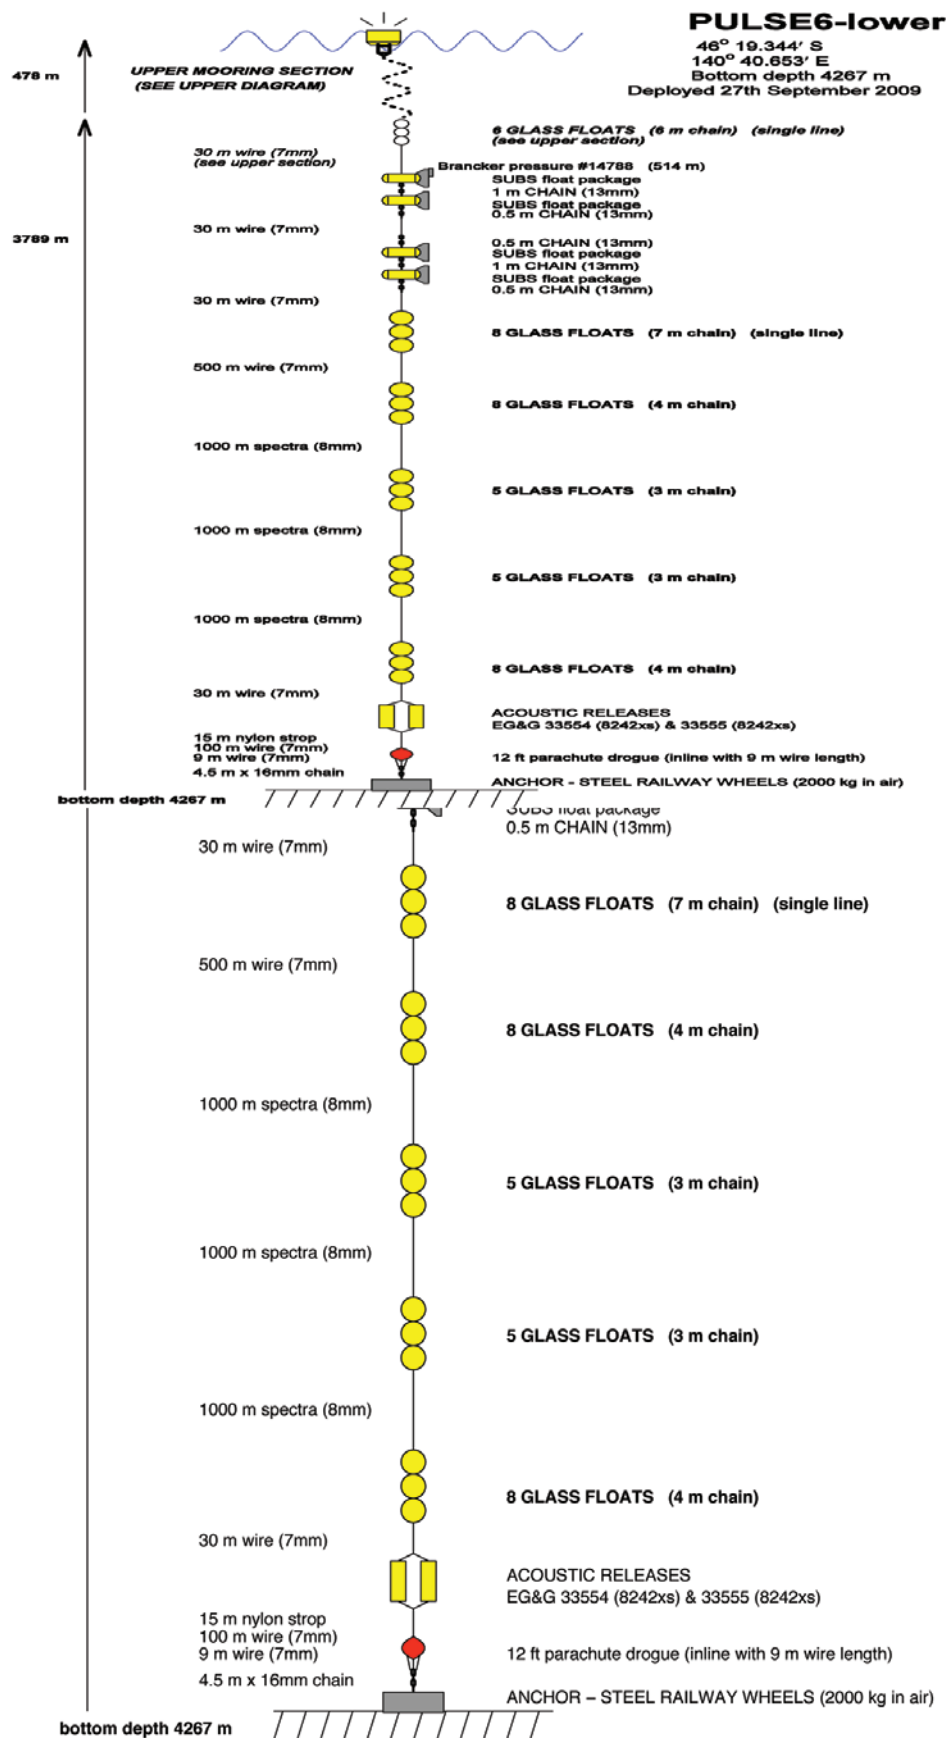 PULSE6-lower
46° 19.344′ S
140° 40.653′ E
Bottom depth 4267 m
Deployed 27th September 2009
478 m
UPPER MOORING SECTION
(SEE UPPER DIAGRAM)
6 GLASS FLOATS (6 m chain) (single line)
(see upper section)
30 m wire (7mm)
(see upper section)
Brancker pressure #14788 (514 m)
SUBS float package
1 m CHAIN (13mm)
SUBS float package
0.5 m CHAIN (13mm)
30 m wire (7mm)
3789 m
0.5 m CHAIN (13mm)
SUBS float package
1 m CHAIN (13mm)
SUBS float package
0.5 m CHAIN (13mm)
30 m wire (7mm)
8 GLASS FLOATS (7 m chain) (single line)
500 m wire (7mm)
8 GLASS FLOATS (4 m chain)
1000 m spectra (8mm)
5 GLASS FLOATS (3 m chain)
1000 m spectra (8mm)
5 GLASS FLOATS (3 m chain)
1000 m spectra (8mm)
8 GLASS FLOATS (4 m chain)
30 m wire (7mm)
ACOUSTIC RELEASES
EG&G 33554 (8242xs) & 33555 (8242xs)
15 m nylon strop
100 m wire (7mm)
9 m wire (7mm)
12 ft parachute drogue (inline with 9 m wire length)
4.5 m x 16mm chain
ANCHOR - STEEL RAILWAY WHEELS (2000 kg in air)
bottom depth 4267 m
SUBS float package
0.5 m CHAIN (13mm)
30 m wire (7mm)
8 GLASS FLOATS (7 m chain) (single line)
500 m wire (7mm)
8 GLASS FLOATS (4 m chain)
1000 m spectra (8mm)
5 GLASS FLOATS (3 m chain)
1000 m spectra (8mm)
5 GLASS FLOATS (3 m chain)
1000 m spectra (8mm)
8 GLASS FLOATS (4 m chain)
30 m wire (7mm)
ACOUSTIC RELEASES
EG&G 33554 (8242xs) & 33555 (8242xs)
15 m nylon strop
100 m wire (7mm)
9 m wire (7mm)
12 ft parachute drogue (inline with 9 m wire length)
4.5 m x 16mm chain
ANCHOR – STEEL RAILWAY WHEELS (2000 kg in air)
bottom depth 4267 m